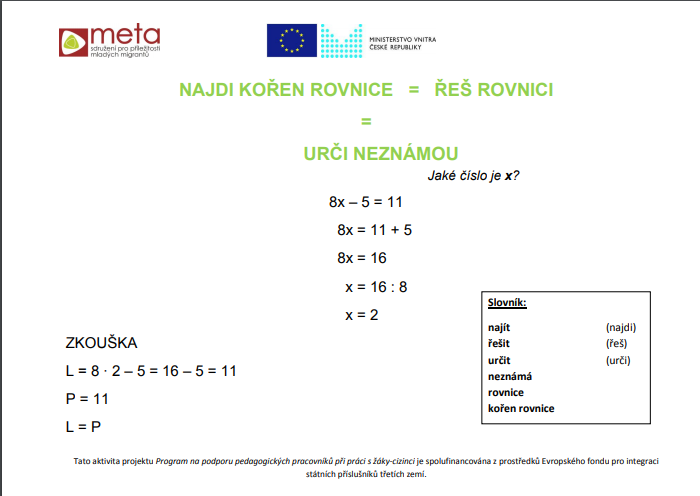 meta
sdružení pro příležitosti
mladých migrantů
MINISTERSTVO VNITRA
ČESKÉ REPUBLIKY
NAJDI KOŘEN ROVNICE = ŘEŠ ROVNICI
=
URČI NEZNÁMOU
Jaké číslo je x?
8x – 5 = 11
8x = 11 + 5
8x = 16
x = 16 : 8
x = 2
ZKOUŠKA
L = 8 · 2 – 5 = 16 – 5 = 11
P = 11
L = P
Slovník:
najít (najdi)
řešit (řeš)
určit (urči)
neznámá
rovnice
kořen rovnice
Tato aktivita projektu Program na podporu pedagogických pracovníků při práci s žáky-cizinci je spolufinancována z prostředků Evropského fondu pro integraci
státních příslušníků třetích zemí.